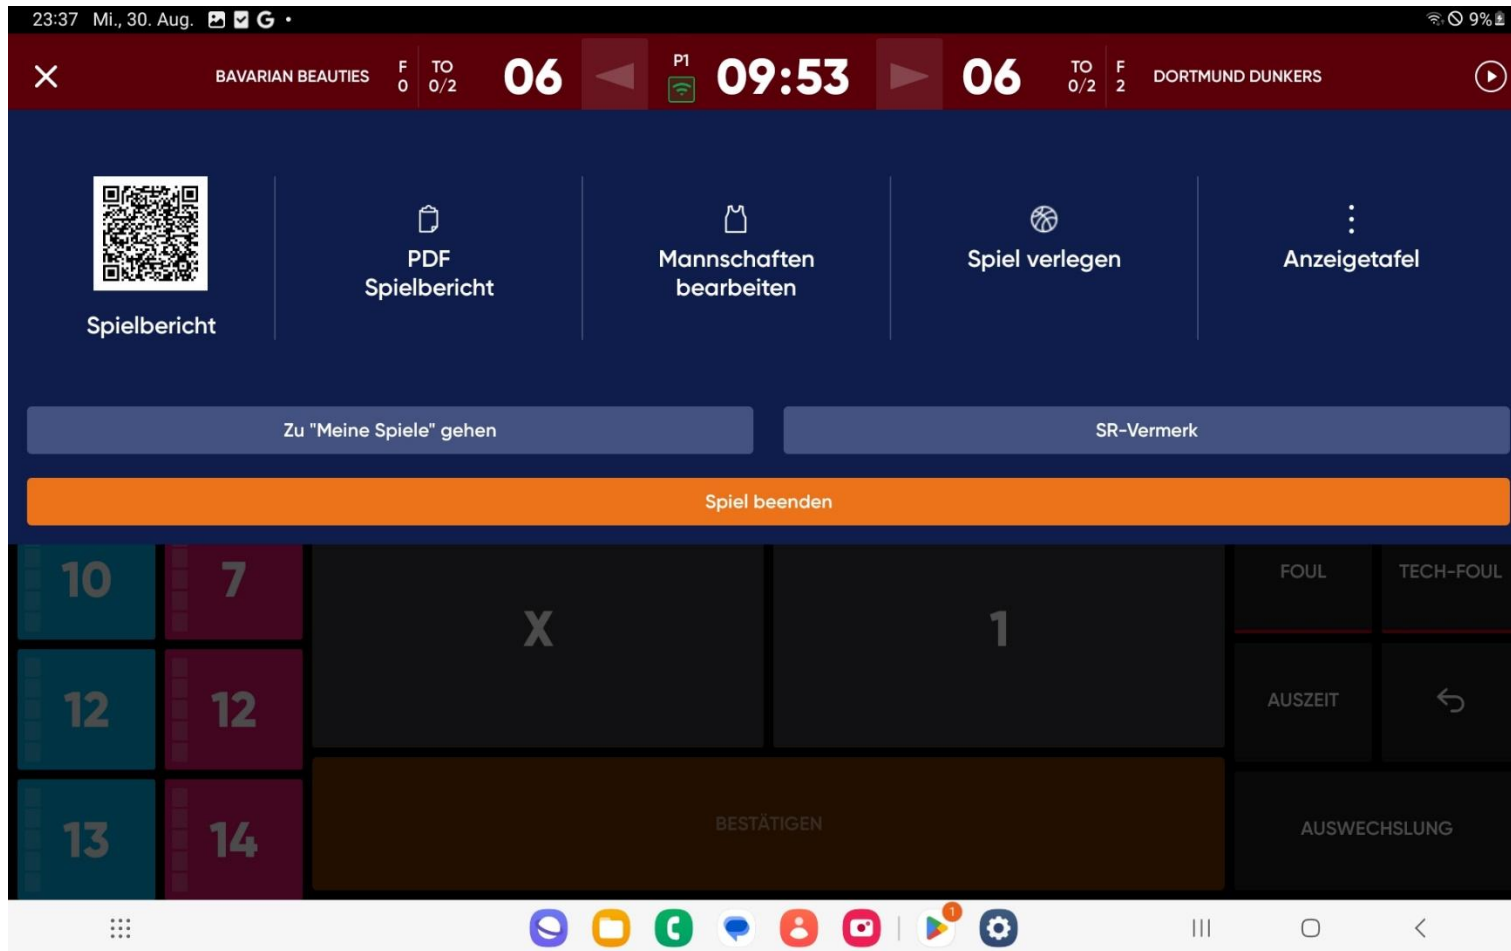 23:37 Mi., 30. Aug. G • 9%
BAVARIAN BEAUTIES F 0 TO 0/2 06 P1 09:53 06 TO 0/2 F 2 DORTMUND DUNKERS
Spielbericht
PDF
Spielbericht
Mannschaften
bearbeiten
Spiel verlegen
Anzeigetafel
Zu "Meine Spiele" gehen
SR-Vermerk
Spiel beenden
10 7 X 1 FOUL TECH-FOUL
12 12 AUSZEIT
13 14 BESTÄTIGEN AUSWECHSLUNG
1